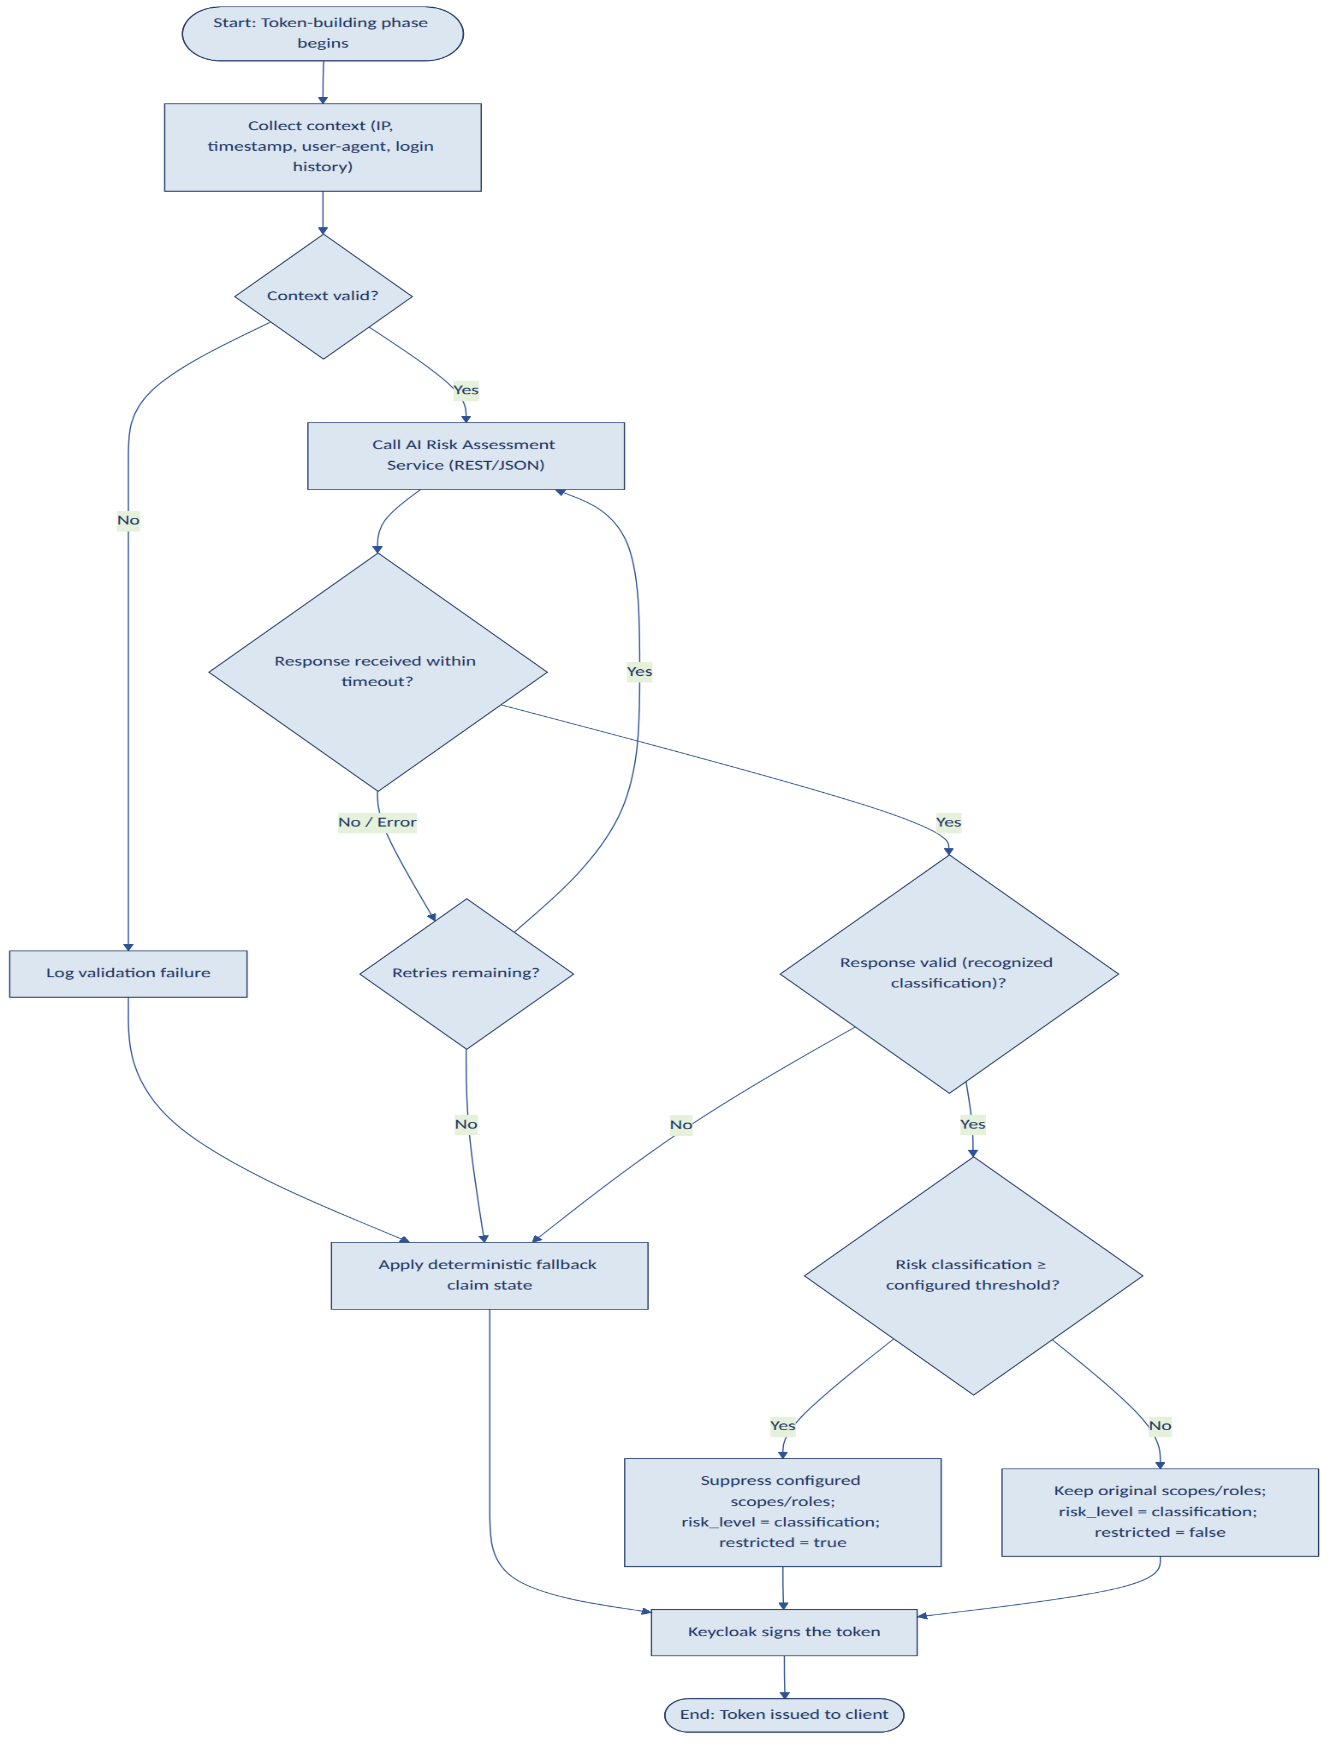 Start: Token-building phase
begins
Collect context (IP,
timestamp, user-agent, login
history)
Context valid?
Yes
Call AI Risk Assessment
Service (REST/JSON)
No
Response received within
timeout?
Yes
No / Error
Yes
Log validation failure
Retries remaining?
Response valid (recognized
classification)?
No
No
Yes
Apply deterministic fallback
claim state
Risk classification ≥
configured threshold?
Yes
No
Suppress configured
scopes/roles;
risk_level = classification;
restricted = true
Keep original scopes/roles;
risk_level = classification;
restricted = false
Keycloak signs the token
End: Token issued to client